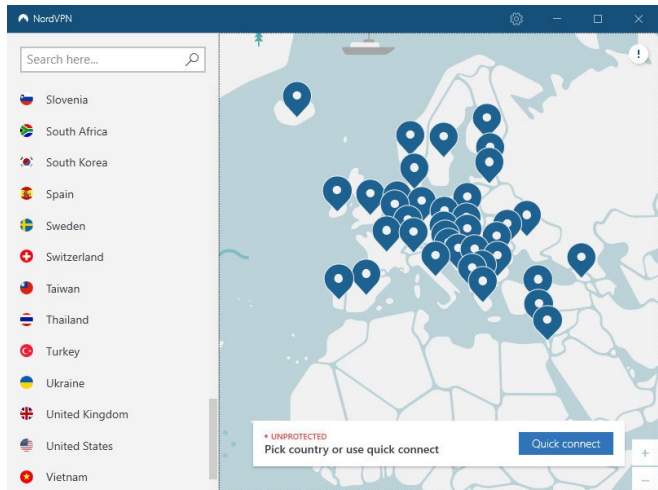 NordVPN
Search here...
Slovenia
South Africa
South Korea
Spain
Sweden
Switzerland
Taiwan
Thailand
Turkey
Ukraine
United Kingdom
United States
Vietnam
!
• UNPROTECTED
Pick country or use quick connect
Quick connect
+
−